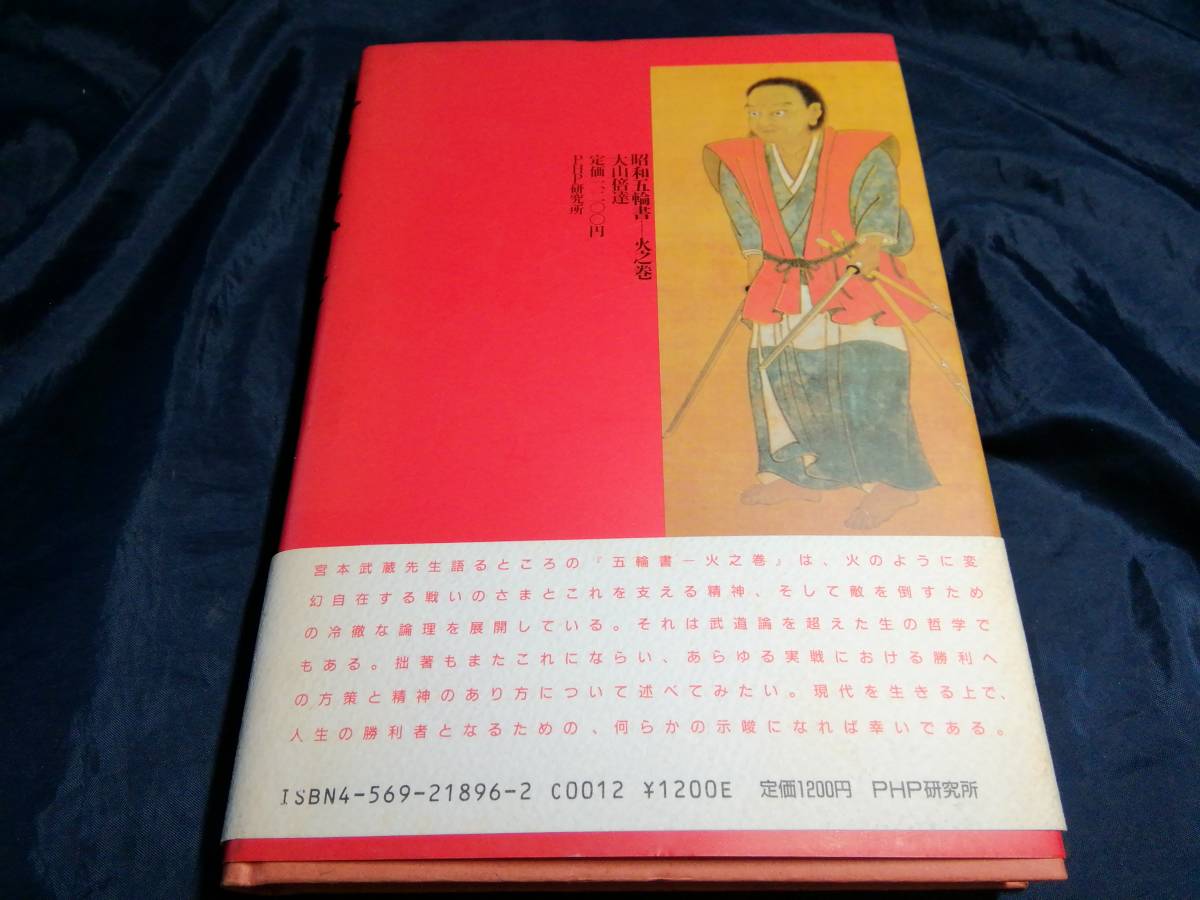 昭和五輪書―火之巻
大山倍達
定価一、二〇〇円
PHP研究所
宮本武蔵先生語るところの『五輪書―火之巻』は、火のように変
幻自在する戦いのさまとこれを支える精神、そして敵を倒すため
の冷徹な論理を展開している。それは武道論を超えた生の哲学で
もある。拙著もまたこれにならい、あらゆる実戦における勝利へ
の方策と精神のあり方について述べてみたい。現代を生きる上で、
人生の勝利者となるための、何らかの示唆になれば幸いである。
ISBN4-569-21896-2 C0012 ¥1200E 定価1200円 PHP研究所